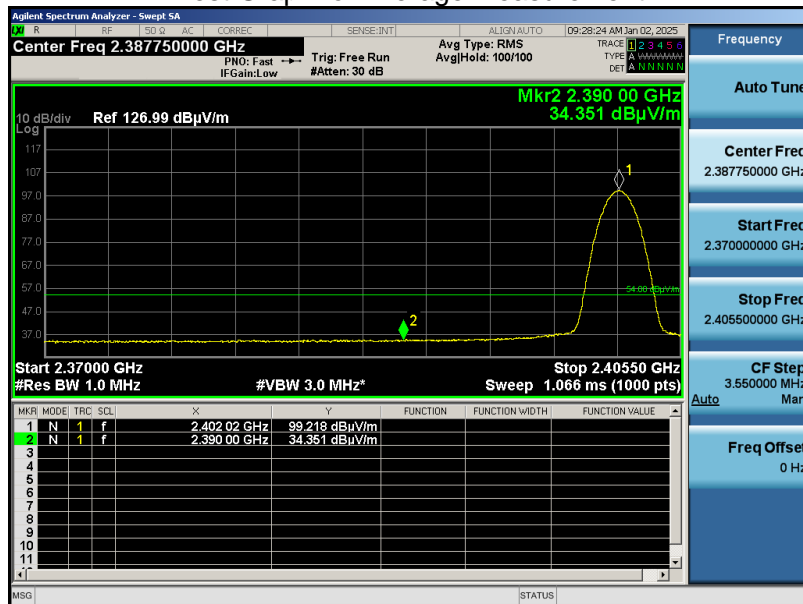 Agilent Spectrum Analyzer - Swept SA
LXI R RF 50 Ω AC CORREC SENSE:INT ALIGN AUTO 09:28:24 AM Jan 02, 2025
Center Freq 2.387750000 GHz
PNO: Fast
IFGain:Low
Trig: Free Run
#Atten: 30 dB
Avg Type: RMS
Avg|Hold: 100/100
TRACE 1 2 3 4 5 6
TYPE A WWWWW
DET A N N N N N
Mkr2 2.390 00 GHz
34.351 dBµV/m
10 dB/div Ref 126.99 dBµV/m
Log
117
107
97.0
87.0
77.0
67.0
57.0
47.0
37.0
1
54.00 dBµV/m
2
Start 2.37000 GHz Stop 2.40550 GHz
#Res BW 1.0 MHz #VBW 3.0 MHz* Sweep 1.066 ms (1000 pts)
MKR MODE TRC SCL X Y FUNCTION FUNCTION WIDTH FUNCTION VALUE
1 N 1 f 2.402 02 GHz 99.218 dBµV/m
2 N 1 f 2.390 00 GHz 34.351 dBµV/m
3
4
5
6
7
8
9
10
11
MSG STATUS
Frequency
Auto Tune
Center Freq
2.387750000 GHz
Start Freq
2.370000000 GHz
Stop Freq
2.405500000 GHz
CF Step
3.550000 MHz
Auto Man
Freq Offset
0 Hz